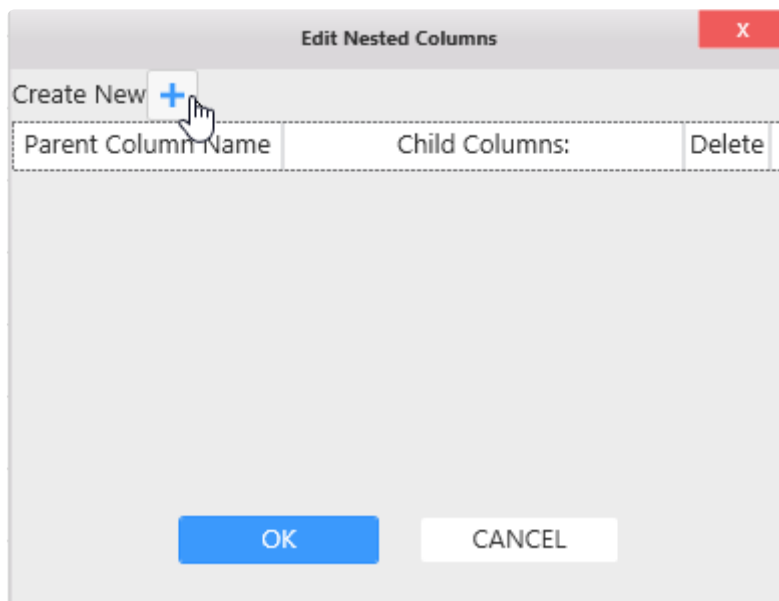 Edit Nested Columns X
Create New +
Parent Column Name Child Columns: Delete
OK CANCEL